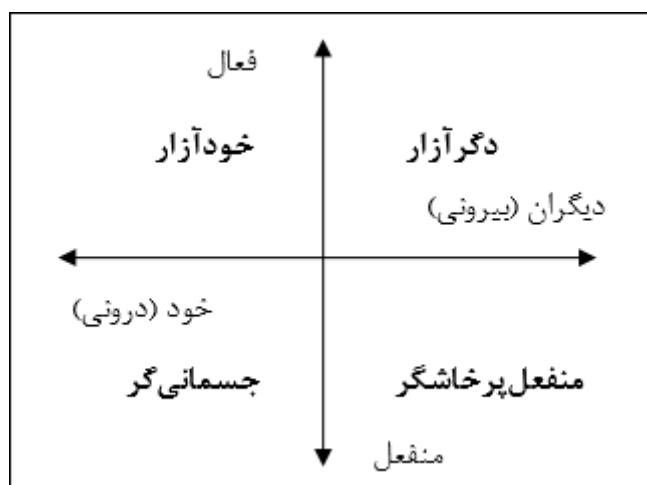 فعال
دگرآزار
خودآزار
دیگران (بیرونی)
خود (درونی)
منفعل‌پرخاشگر
جسمانی‌گر
منفعل